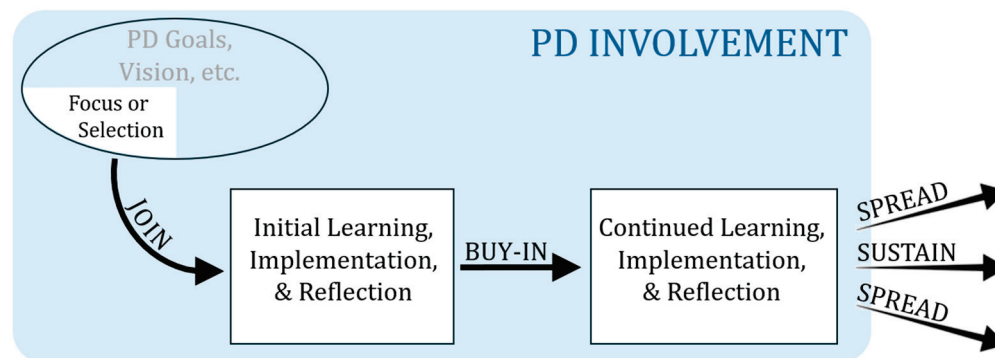 PD Goals,
Vision, etc.
PD INVOLVEMENT
Focus or
Selection
JOIN
Initial Learning,
Implementation,
& Reflection
BUY-IN
Continued Learning,
Implementation,
& Reflection
SPREAD
SUSTAIN
SPREAD